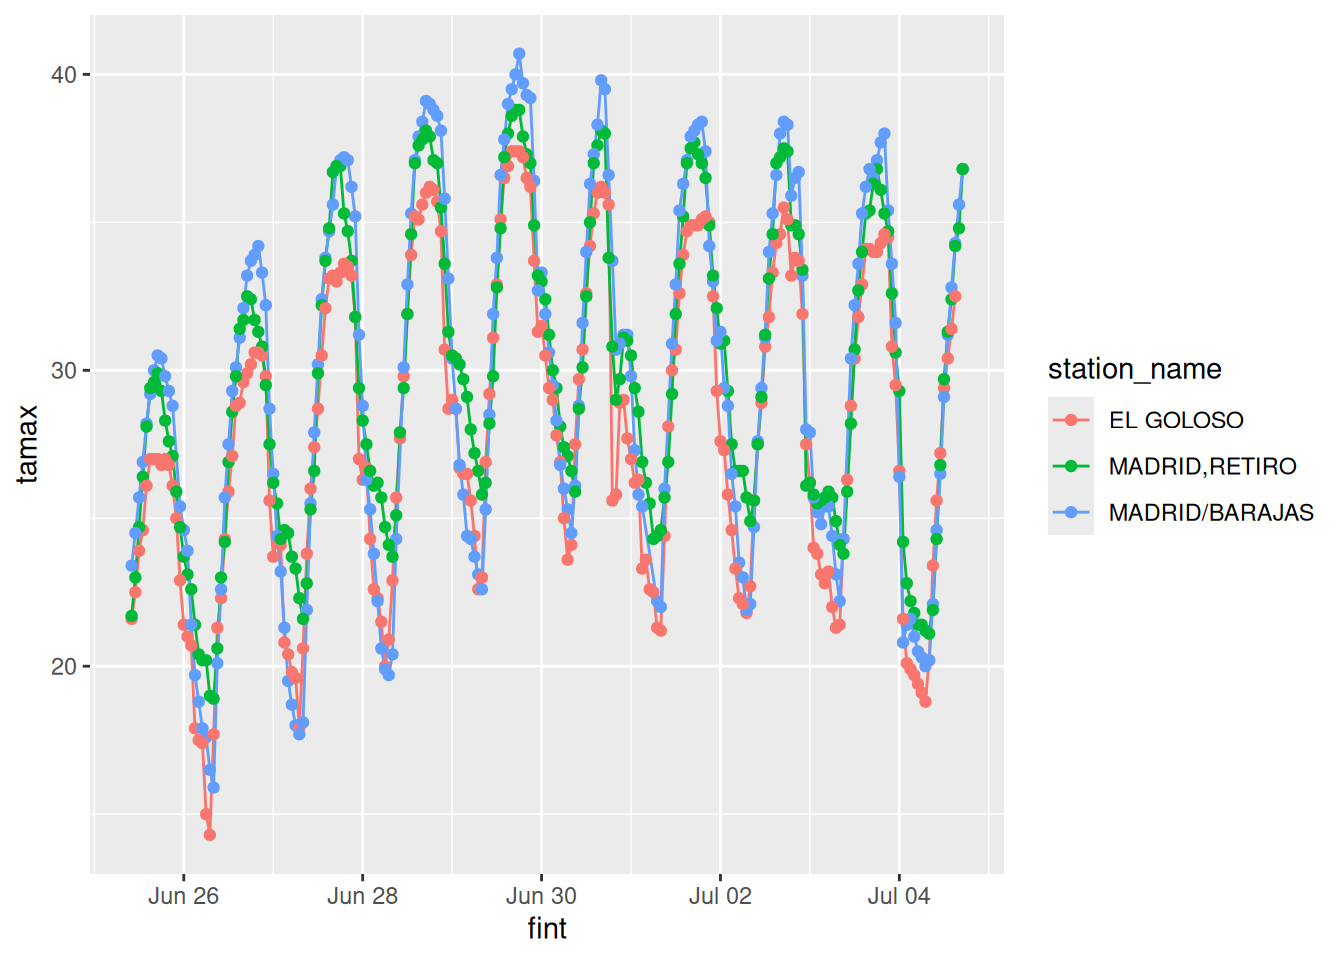 40
30
20
tamax
Jun 26
Jun 28
Jun 30
Jul 02
Jul 04
fint
station_name
EL GOLOSO
MADRID,RETIRO
MADRID/BARAJAS